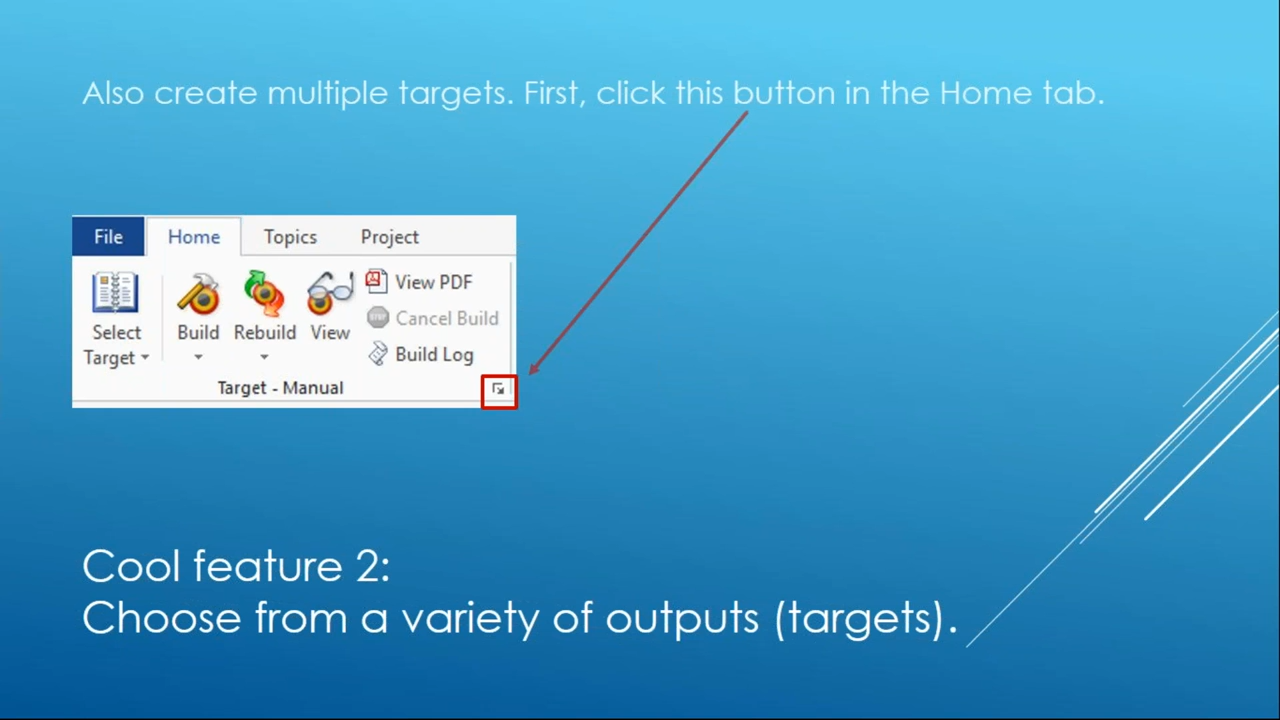 Also create multiple targets. First, click this button in the Home tab.
File Home Topics Project
Select Target
Build
Rebuild
View
View PDF
Cancel Build
Build Log
Target - Manual
Cool feature 2:
Choose from a variety of outputs (targets).